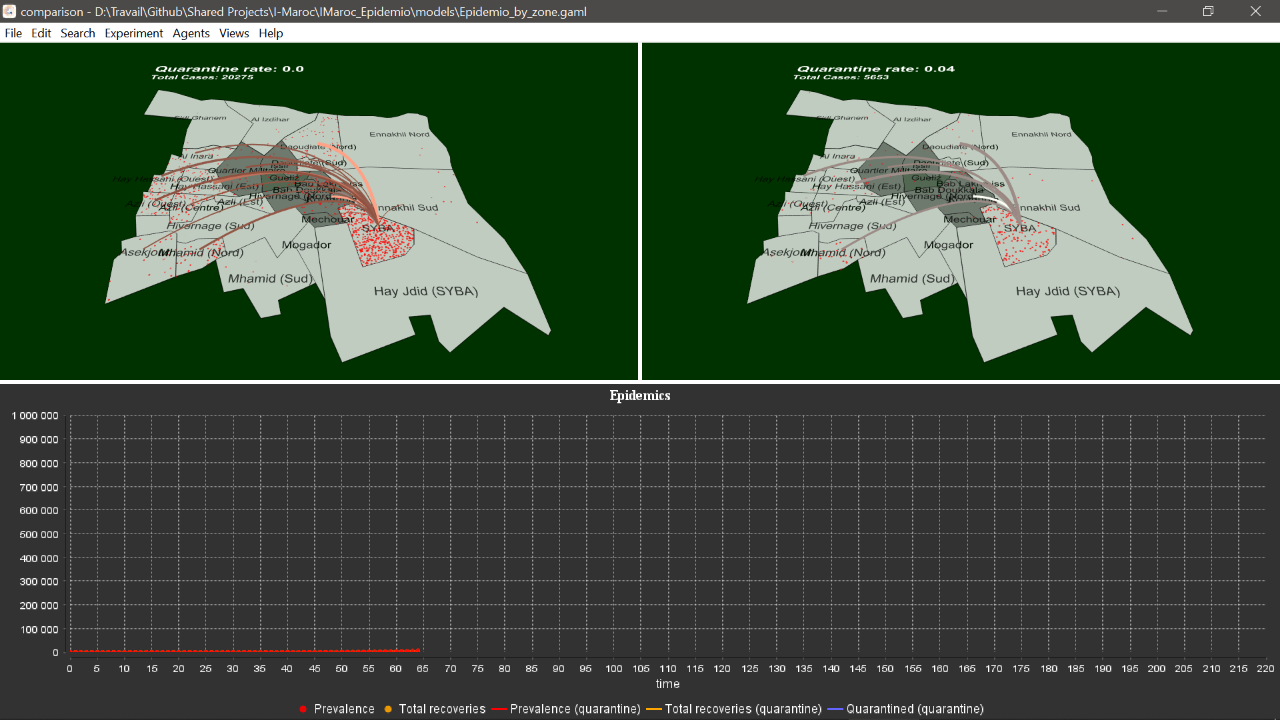 comparison - D:\Travail\Github\Shared Projects\I-Maroc\IMaroc_Epidemio\models\Epidemio_by_zone.gaml
File Edit Search Experiment Agents Views Help
Quarantine rate: 0.0
Total Cases: 20275
Sidi Ghanem
Al Izdihar
Ennakhil Nord
Daoudiate (Nord)
Al Inara
Daoudiate (Sud)
Quartier Militaire
Hay Hassani (Ouest)
Gueliz
Hay Hassani (Est)
Bab Doukkala
Hivernage (Nord)
Azli (Ouest)
Azli (Centre)
Azli (Est)
Ennakhil Sud
Mechouar
Hivernage (Sud)
SYBA
Mogador
Asekjour
Mhamid (Nord)
Mhamid (Sud)
Hay Jdid (SYBA)
Quarantine rate: 0.04
Total Cases: 5653
Sidi Ghanem
Al Izdihar
Ennakhil Nord
Daoudiate (Nord)
Al Inara
Daoudiate (Sud)
Quartier Militaire
Hay Hassani (Ouest)
Gueliz
Hay Hassani (Est)
Bab Doukkala
Hivernage (Nord)
Azli (Ouest)
Azli (Centre)
Azli (Est)
Ennakhil Sud
Mechouar
Hivernage (Sud)
SYBA
Mogador
Asekjour
Mhamid (Nord)
Mhamid (Sud)
Hay Jdid (SYBA)
Epidemics
1 000 000
900 000
800 000
700 000
600 000
500 000
400 000
300 000
200 000
100 000
0
0 5 10 15 20 25 30 35 40 45 50 55 60 65 70 75 80 85 90 95 100 105 110 115 120 125 130 135 140 145 150 155 160 165 170 175 180 185 190 195 200 205 210 215 220
time
Prevalence Total recoveries Prevalence (quarantine) Total recoveries (quarantine) Quarantined (quarantine)